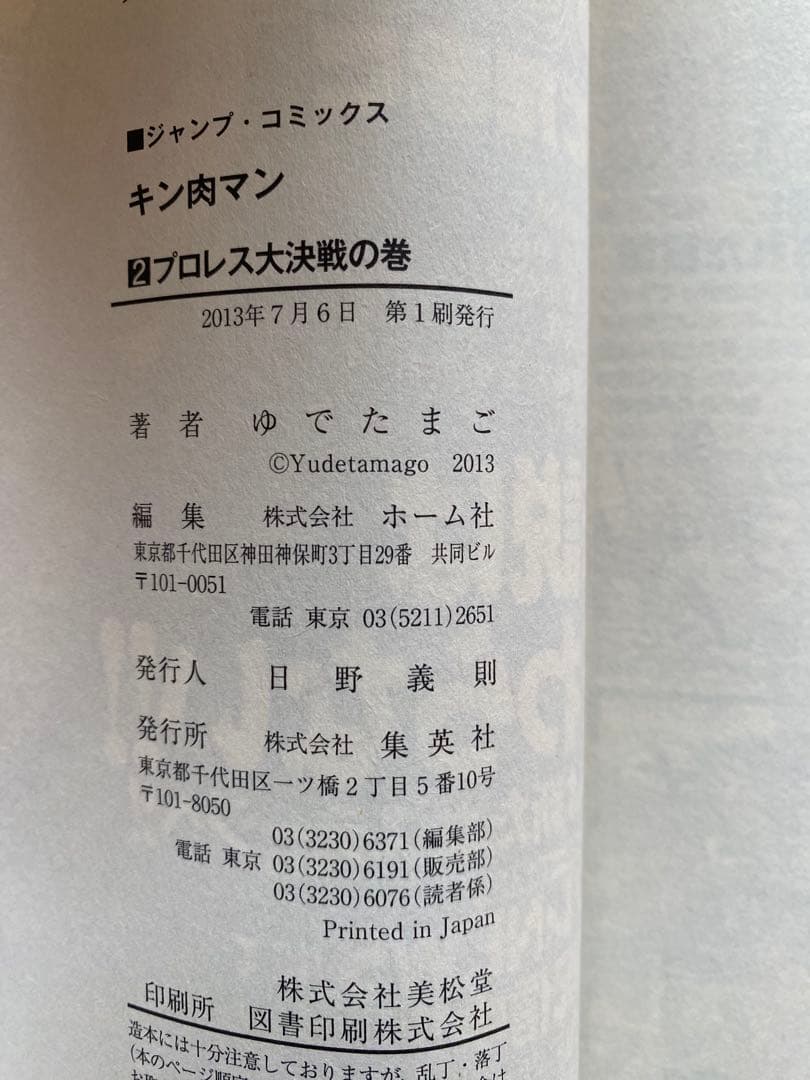 ■ジャンプ・コミックス
キン肉マン
2プロレス大決戦の巻
2013年7月6日 第1刷発行
著者 ゆでたまご
©Yudetamago 2013
編集 株式会社 ホーム社
東京都千代田区神田神保町3丁目29番 共同ビル
〒101-0051
電話 東京 03(5211)2651
発行人 日野義則
発行所 株式会社 集英社
東京都千代田区一ツ橋2丁目5番10号
〒101-8050
03(3230)6371(編集部)
電話 東京 03(3230)6191(販売部)
03(3230)6076(読者係)
Printed in Japan
株式会社美松堂
印刷所 図書印刷株式会社
造本には十分注意しておりますが、乱丁・落丁
(本のページ順